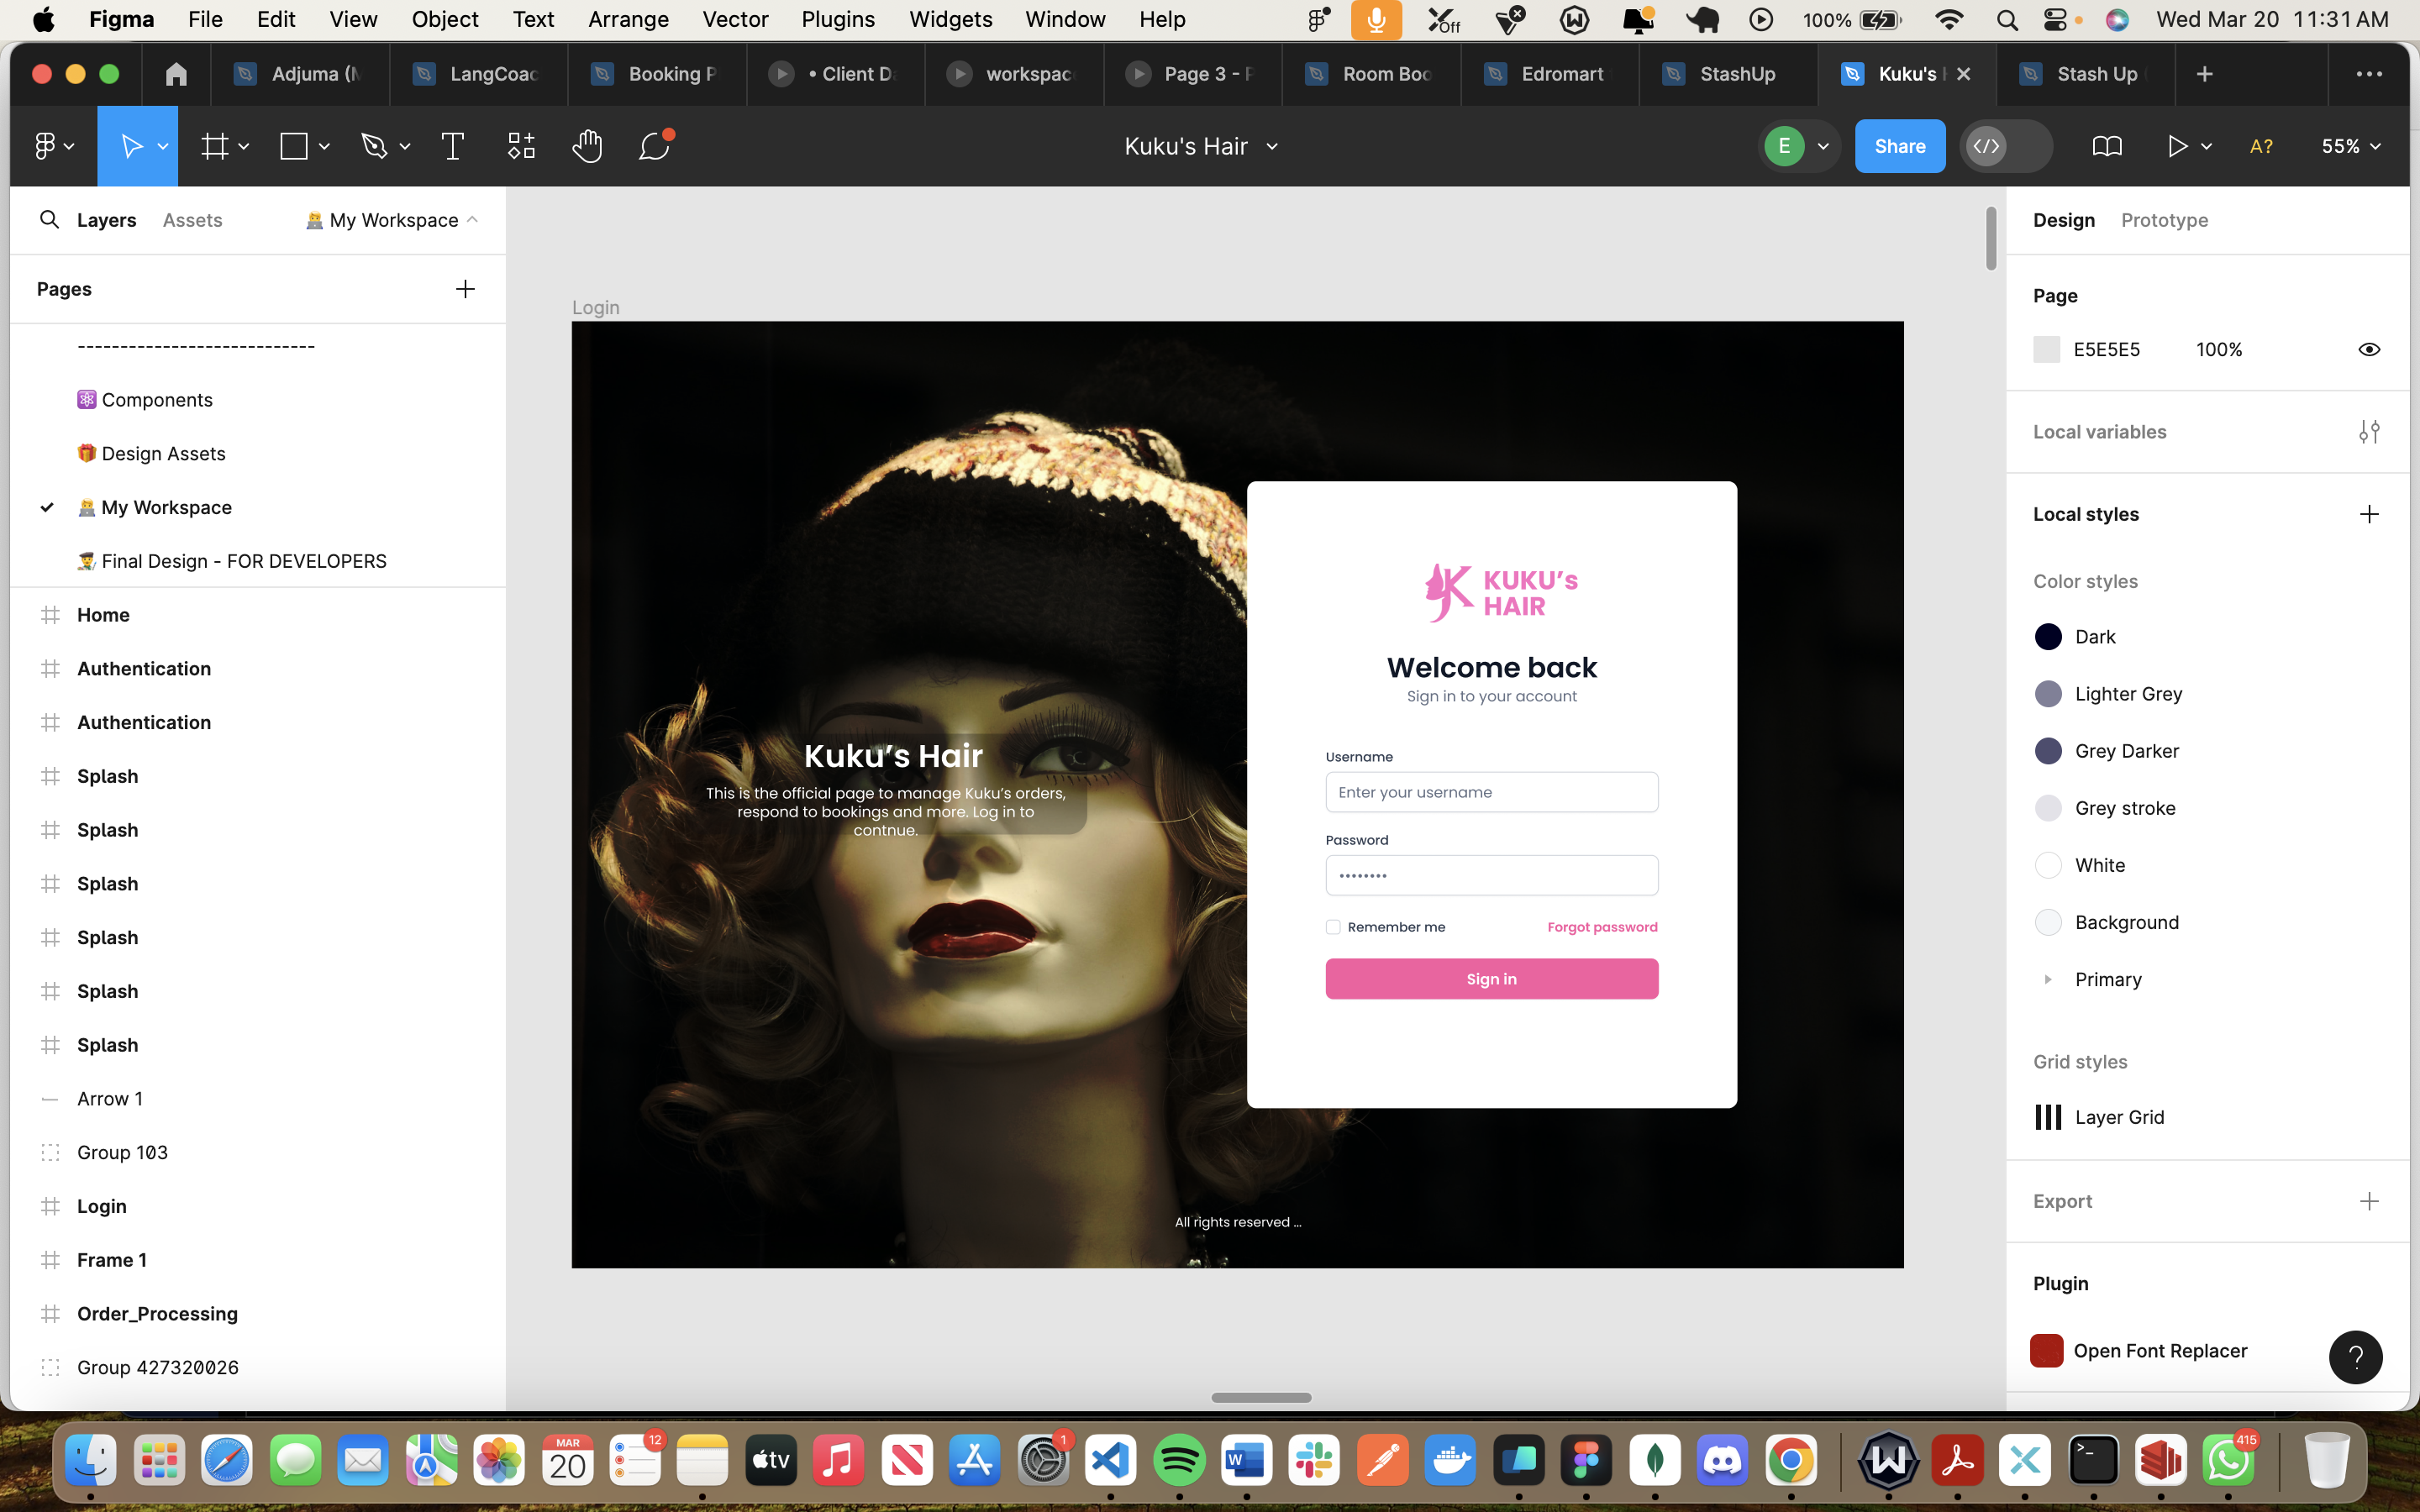 Figma File Edit View Object Text Arrange Vector Plugins Widgets Window Help
Off 100% Wed Mar 20 11:31 AM
Adjuma (M LangCoac Booking P • Client Da workspac Page 3 - P Room Boo Edromart StashUp Kuku's Stash Up
Kuku's Hair
E Share A? 55%
Layers Assets My Workspace
Pages
----------------------------
Components
Design Assets
My Workspace
Final Design - FOR DEVELOPERS
Home
Authentication
Authentication
Splash
Splash
Splash
Splash
Splash
Splash
Arrow 1
Group 103
Login
Frame 1
Order_Processing
Group 427320026
Login
Kuku’s Hair
This is the official page to manage Kuku’s orders,
respond to bookings and more. Log in to
contnue.
KUKU’s
HAIR
Welcome back
Sign in to your account
Username
Enter your username
Password
••••••••
Remember me Forgot password
Sign in
All rights reserved ...
Design Prototype
Page
E5E5E5 100%
Local variables
Local styles
Color styles
Dark
Lighter Grey
Grey Darker
Grey stroke
White
Background
Primary
Grid styles
Layer Grid
Export
Plugin
Open Font Replacer
?
MAR
20
12
tv
1
W
415